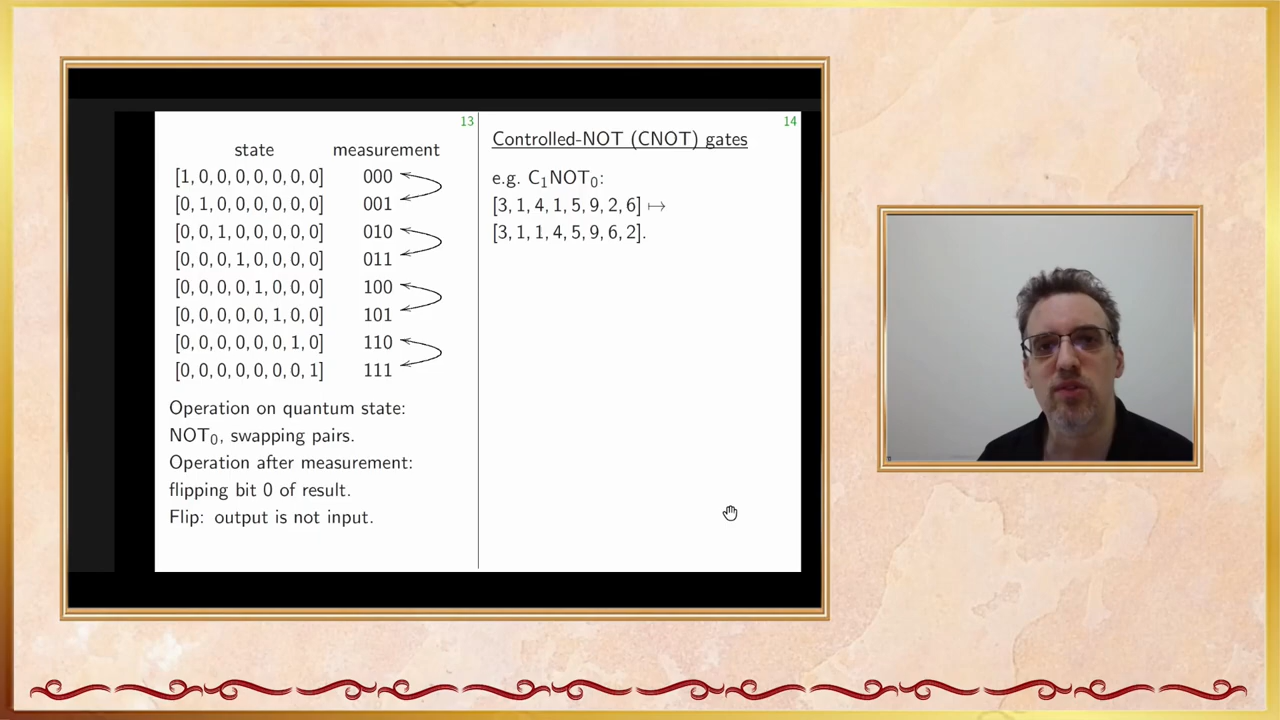 13
state measurement
[1, 0, 0, 0, 0, 0, 0, 0] 000
[0, 1, 0, 0, 0, 0, 0, 0] 001
[0, 0, 1, 0, 0, 0, 0, 0] 010
[0, 0, 0, 1, 0, 0, 0, 0] 011
[0, 0, 0, 0, 1, 0, 0, 0] 100
[0, 0, 0, 0, 0, 1, 0, 0] 101
[0, 0, 0, 0, 0, 0, 1, 0] 110
[0, 0, 0, 0, 0, 0, 0, 1] 111
Operation on quantum state:
NOT₀, swapping pairs.
Operation after measurement:
flipping bit 0 of result.
Flip: output is not input.
14
Controlled-NOT (CNOT) gates
e.g. C₁NOT₀:
[3, 1, 4, 1, 5, 9, 2, 6] ↦
[3, 1, 1, 4, 5, 9, 6, 2].